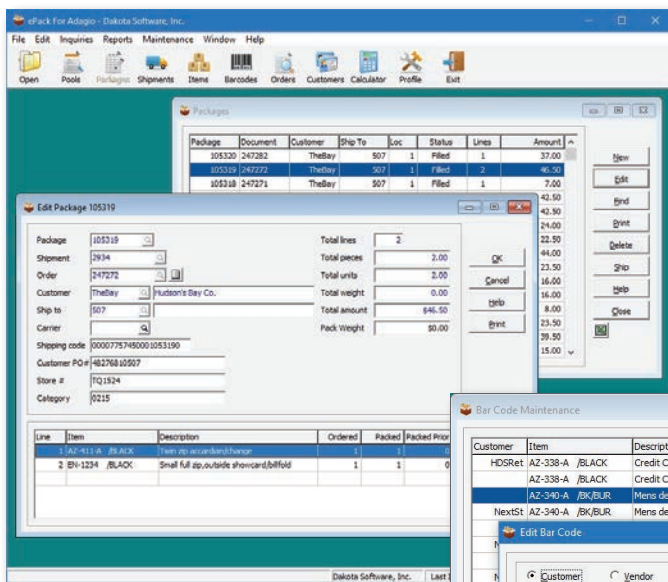 ePack For Adagio - Dakota Software, Inc.
File Edit Inquiries Reports Maintenance Window Help
Open Pools Packages Shipments Items Barcodes Orders Customers Calculator Profile Exit
Packages
Package Document Customer Ship To Loc Status Lines Amount
105320 247282 TheBay 507 1 Filled 1 37.00
105319 247272 TheBay 507 1 Filled 2 46.50
105318 247271 TheBay 507 1 Filled 1 7.00
42.50
42.50
24.00
22.50
44.00
23.50
16.00
16.00
8.00
23.50
39.50
15.00
New
Edit
Find
Print
Delete
Ship
Help
Close
Edit Package 105319
Package 105319 Total lines 2
Shipment 2934 Total pieces 2.00
Order 247272 Total units 2.00
Customer TheBay Hudson's Bay Co. Total weight 0.00
Ship to 507 Total amount $46.50
Carrier Pack Weight $0.00
Shipping code 00007757450001053190
Customer PO# 48276810507
Store # TQ1524
Category 0215
OK
Cancel
Help
Print
Line Item Description Ordered Packed Packed Prior
1 AZ-411-A /BLACK Twin zip accardian/change 1 1 0
2 EN-1234 /BLACK Small full zip,outside showcard/billfold 1 1 0
Bar Code Maintenance
Customer Item Descript
HDSRet AZ-338-A /BLACK Credit C
AZ-338-A /BLACK Credit C
AZ-340-A /BK/BUR Mens de
NextSt AZ-340-A /BK/BUR Mens de
Edit Bar Code
Customer Vendor
Dakota Software, Inc.